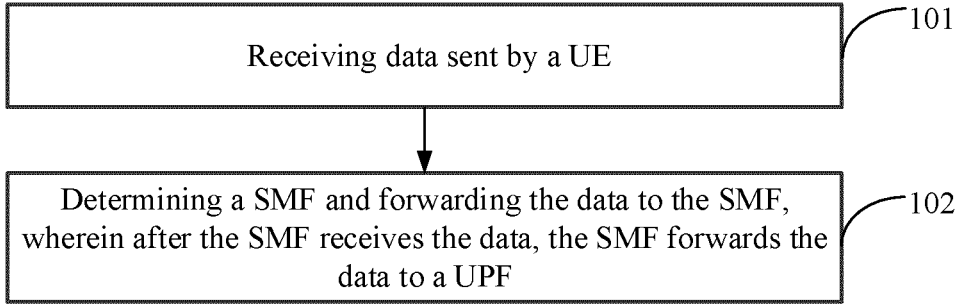 101
Receiving data sent by a UE
Determining a SMF and forwarding the data to the SMF,
wherein after the SMF receives the data, the SMF forwards the
data to a UPF
102